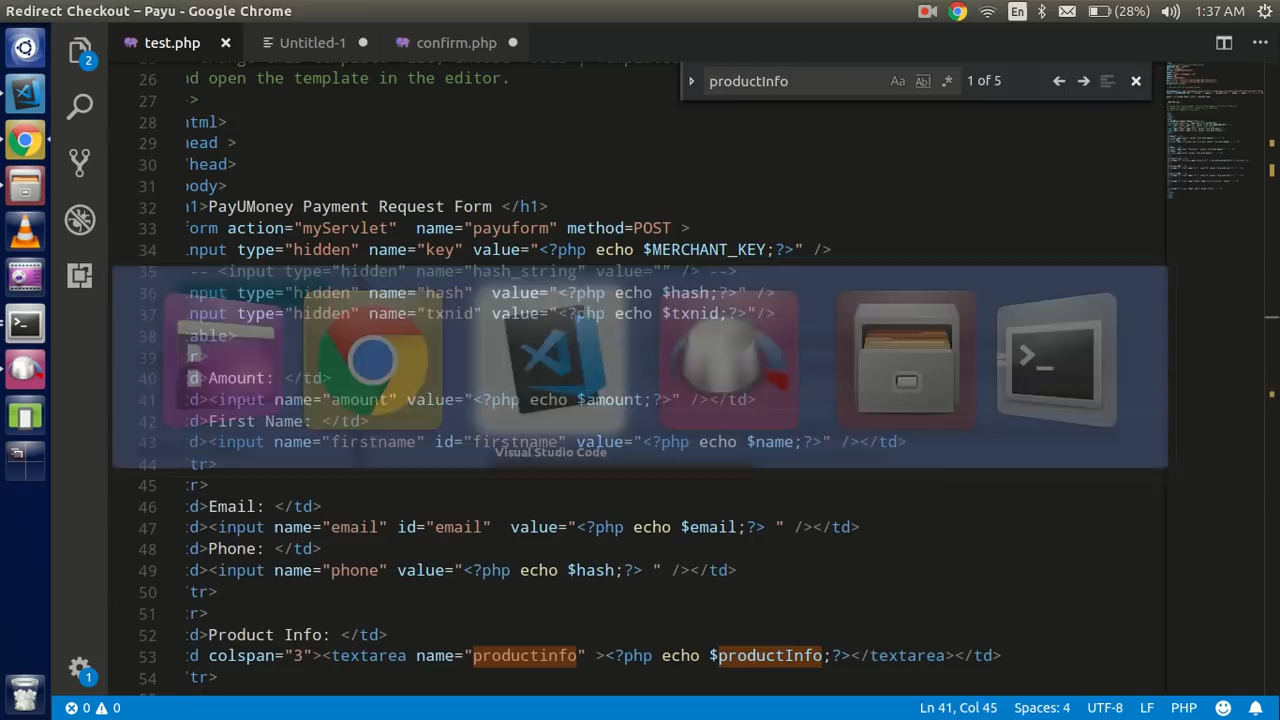 Redirect Checkout – Payu - Google Chrome
En
(28%)
1:37 AM
2
test.php
Untitled-1
confirm.php
productInfo
Aa
Ab|
.*
1 of 5
26
nd open the template in the editor.
27
>
28
html>
29
head >
30
head>
31
body>
32
1>PayUMoney Payment Request Form </h1>
33
orm action="myServlet"  name="payuform" method=POST >
34
nput type="hidden" name="key" value="<?php echo $MERCHANT_KEY;?>" />
35
-- <input type="hidden" name="hash_string" value="" /> -->
36
nput type="hidden" name="hash"  value="<?php echo $hash;?>" />
37
nput type="hidden" name="txnid" value="<?php echo $txnid;?>"/>
38
able>
39
r>
40
d>Amount: </td>
41
d><input name="amount" value="<?php echo $amount;?>" /></td>
42
d>First Name: </td>
43
d><input name="firstname" id="firstname" value="<?php echo $name;?>" /></td>
Visual Studio Code
44
tr>
45
r>
46
d>Email: </td>
47
d><input name="email" id="email"  value="<?php echo $email;?> " /></td>
48
d>Phone: </td>
49
d><input name="phone" value="<?php echo $hash;?> " /></td>
50
tr>
51
r>
52
d>Product Info: </td>
53
d colspan="3"><textarea name="productinfo" ><?php echo $productInfo;?></textarea></td>
54
tr>
1
0
0
Ln 41, Col 45
Spaces: 4
UTF-8
LF
PHP